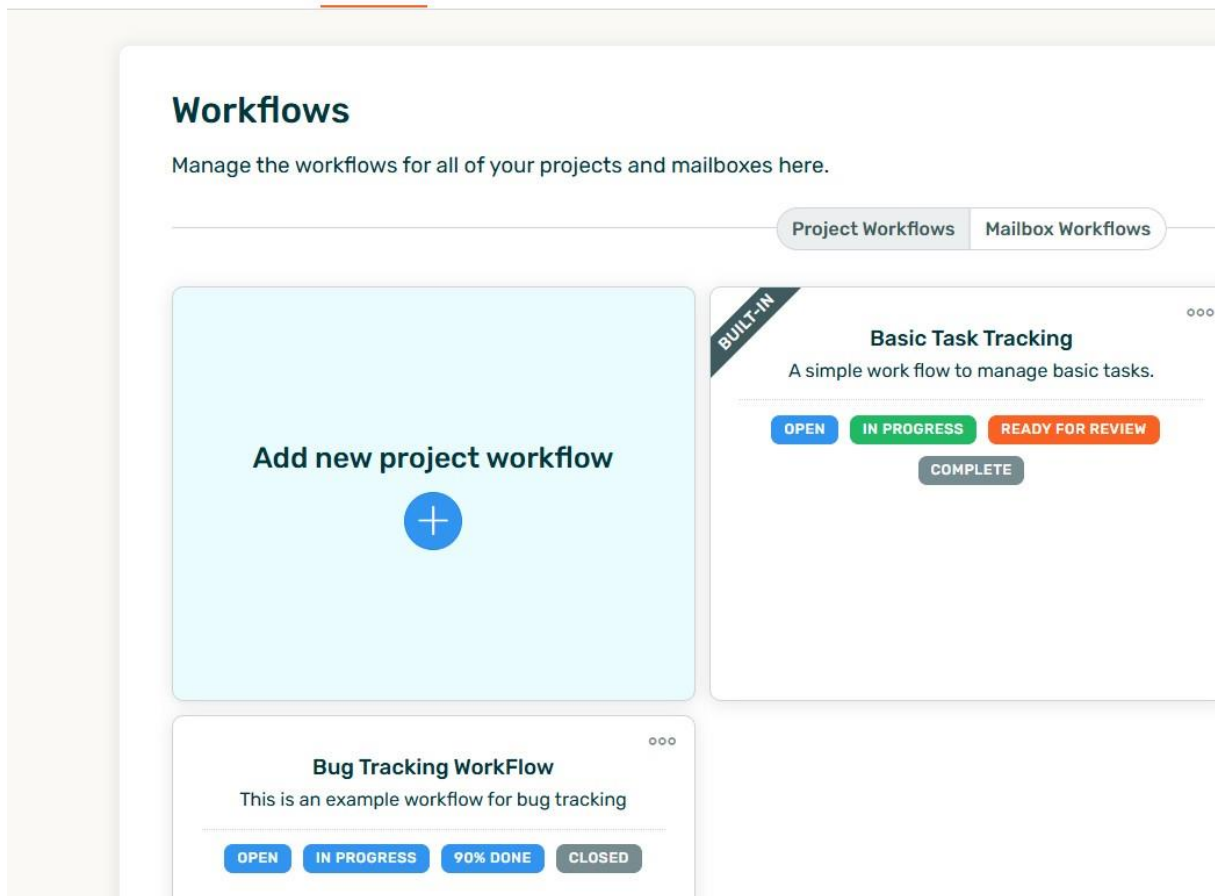 Workflows
Manage the workflows for all of your projects and mailboxes here.
Project Workflows Mailbox Workflows
Add new project workflow
BUILT-IN
Basic Task Tracking
A simple work flow to manage basic tasks.
OPEN IN PROGRESS READY FOR REVIEW
COMPLETE
Bug Tracking WorkFlow
This is an example workflow for bug tracking
OPEN IN PROGRESS 90% DONE CLOSED